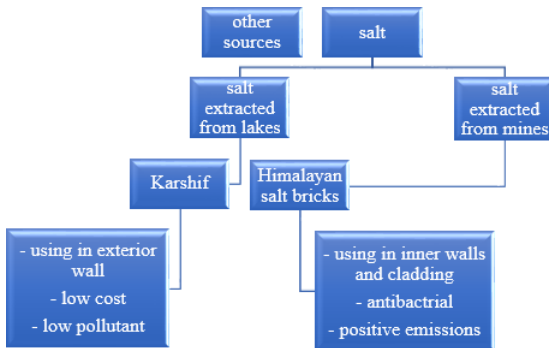 other
sources
salt
salt
extracted
from lakes
salt
extracted
from mines
Karshif
Himalayan
salt bricks
- using in exterior
wall
- low cost
- low pollutant
- using in inner walls
and cladding
- antibactrial
- positive emissions